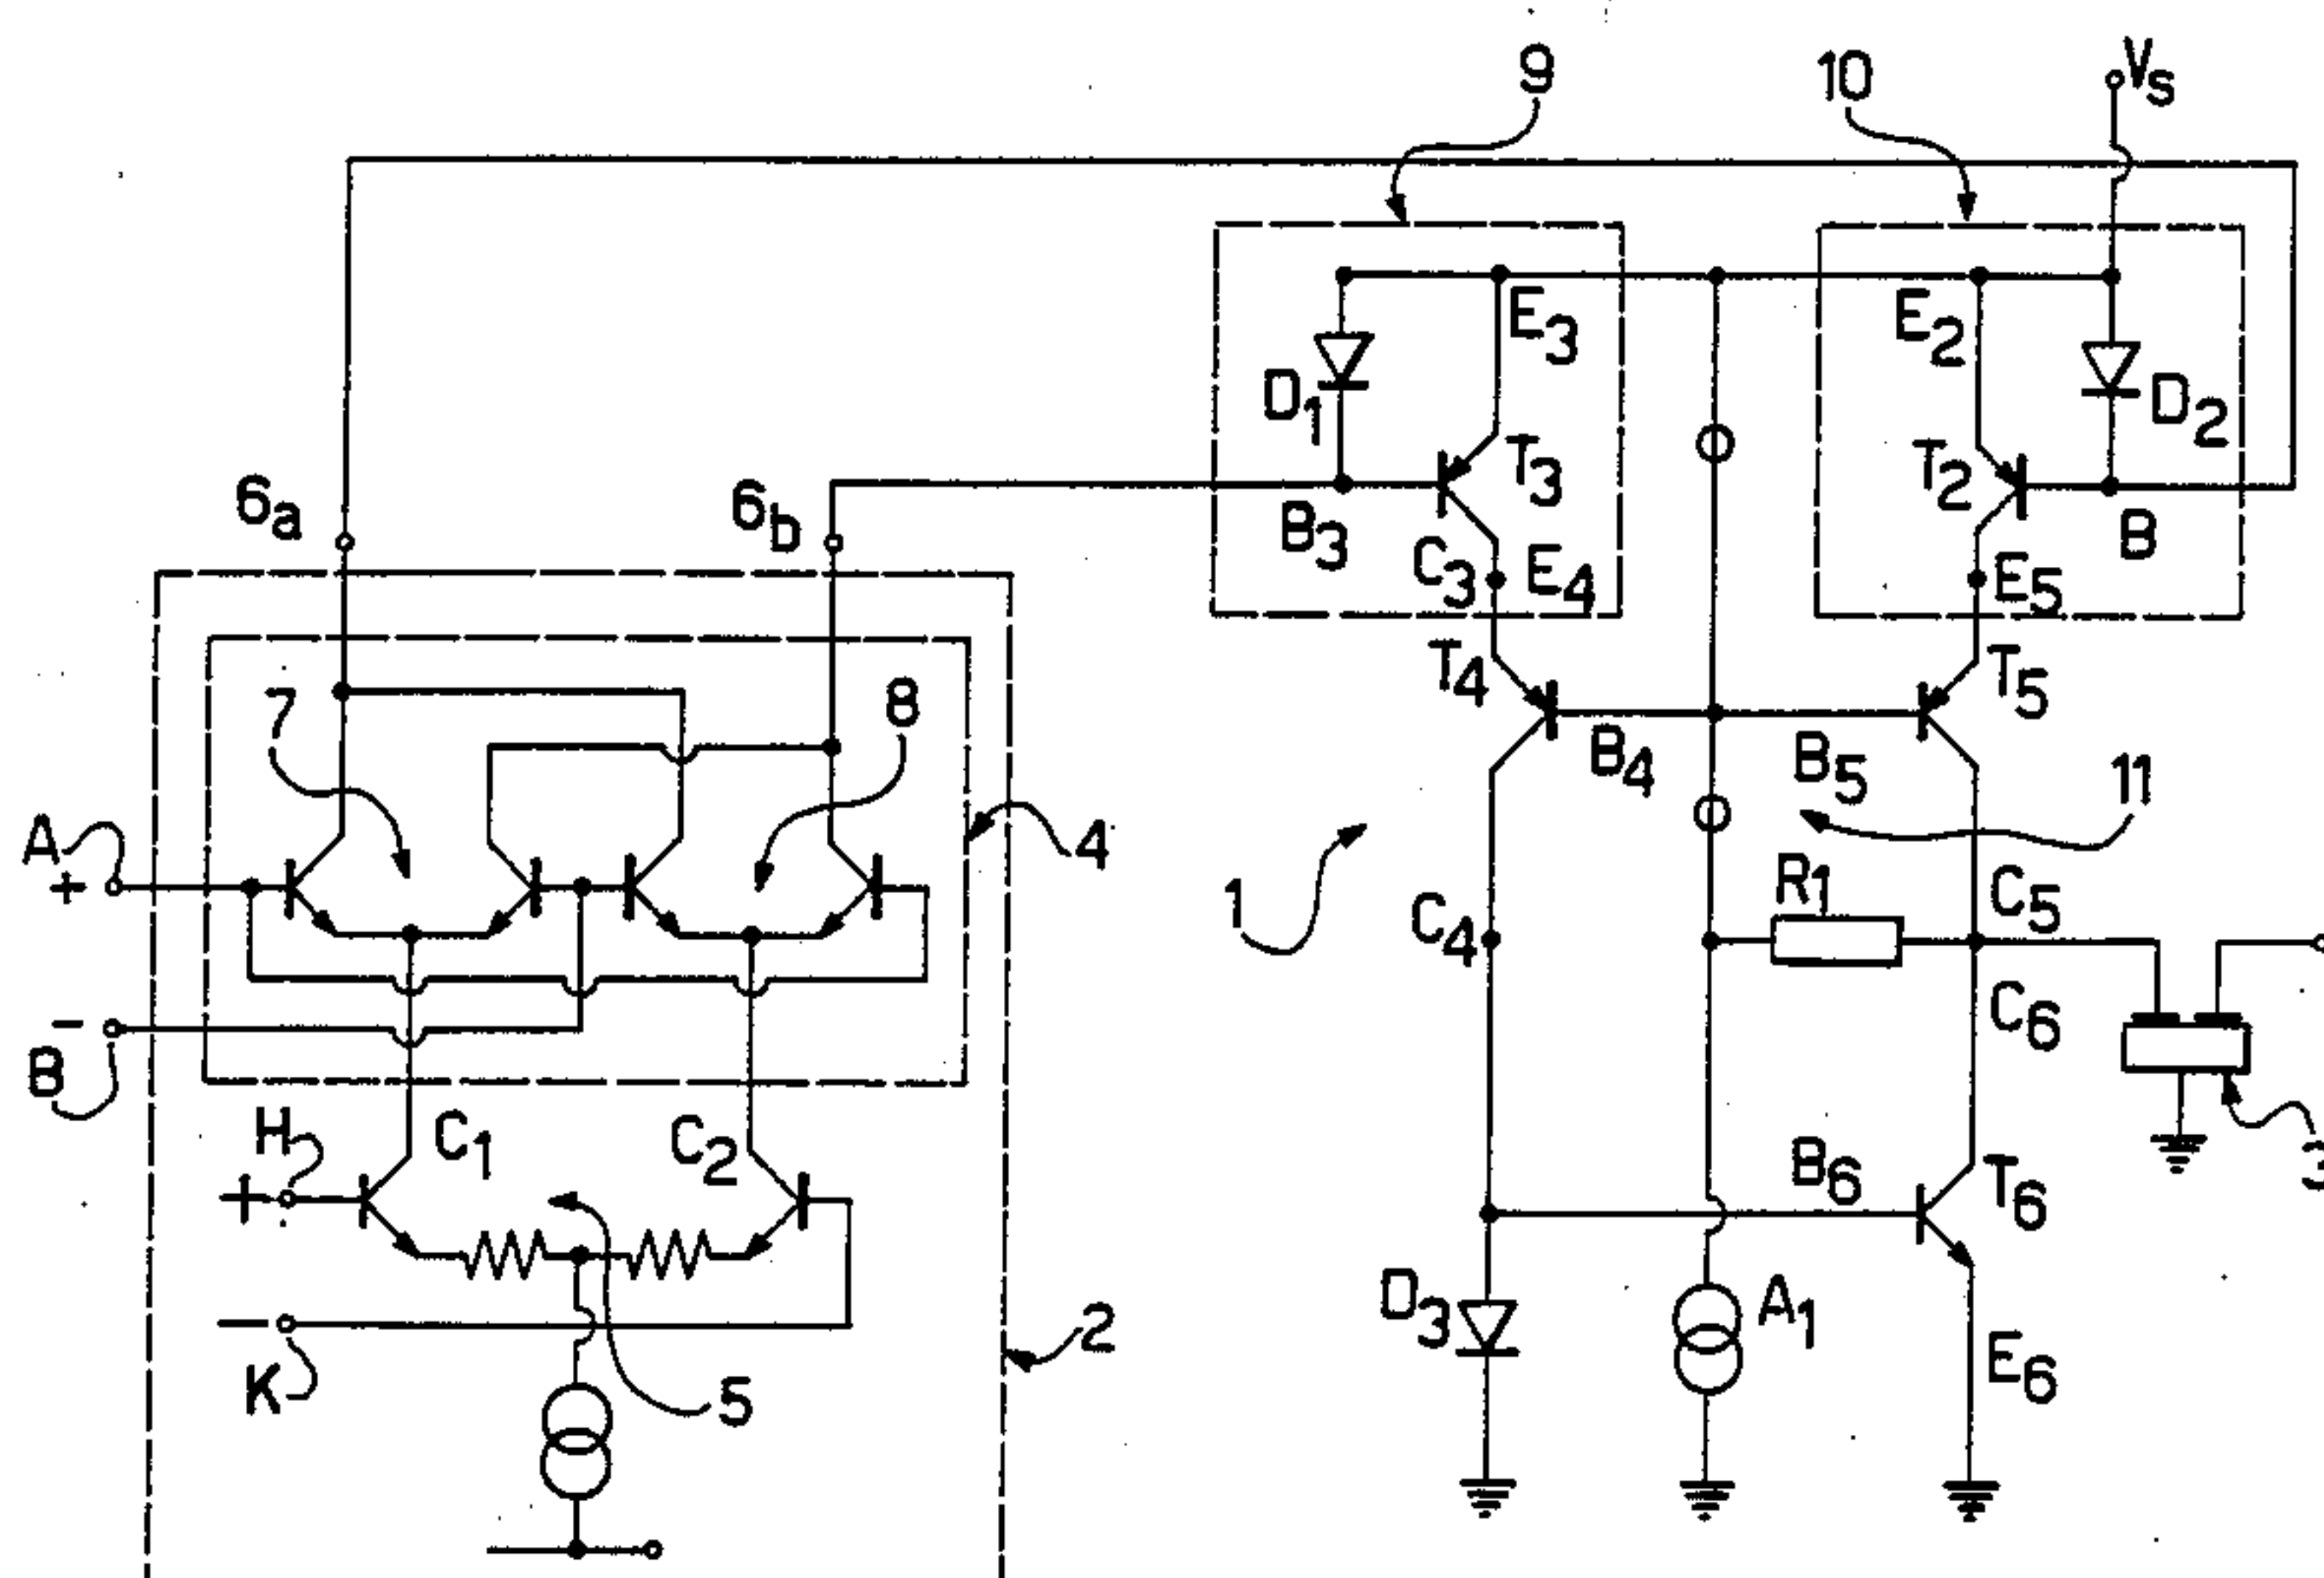 9
10
VS
E3
E2
D1
D2
T3
T2
6a
6b
B3
B
C3
E4
E5
T4
T5
7
8
B4
B5
11
A
+
4
1
R1
C5
C4
–
B
C6
H
C1
C2
B6
T6
3
+
D3
A1
2
–
K
5
E6